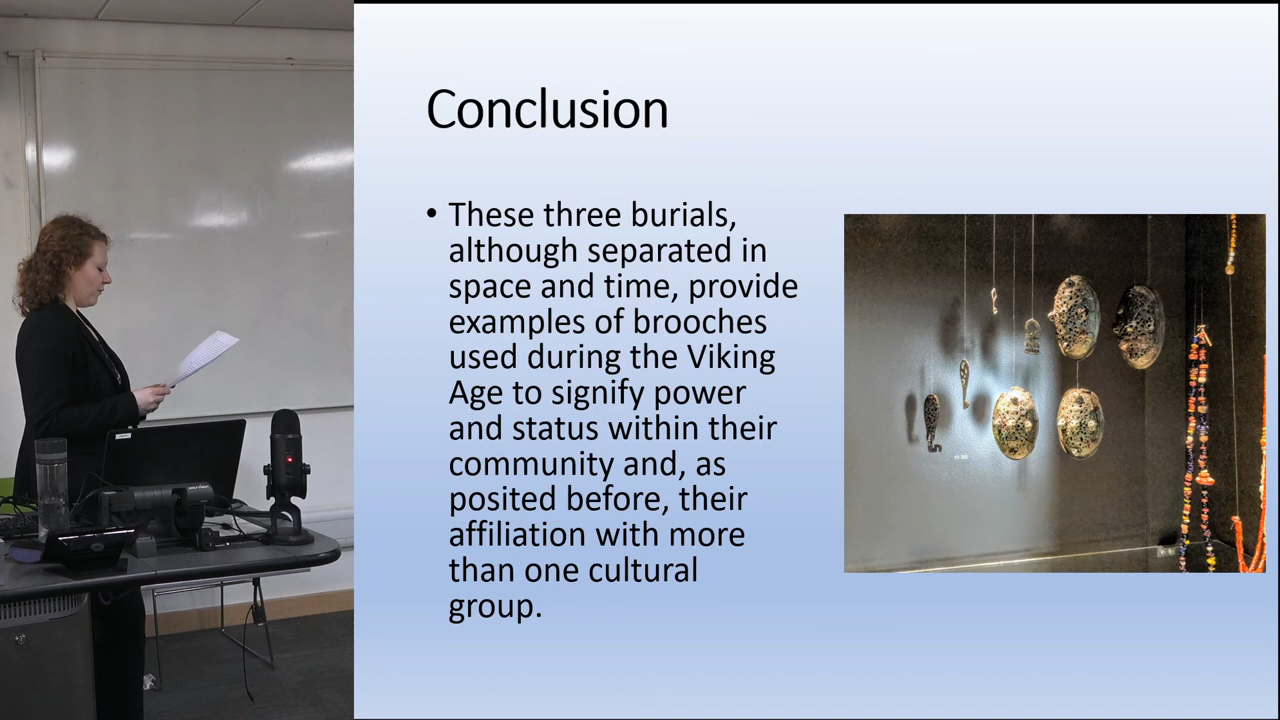 Conclusion
• These three burials,
although separated in
space and time, provide
examples of brooches
used during the Viking
Age to signify power
and status within their
community and, as
posited before, their
affiliation with more
than one cultural
group.